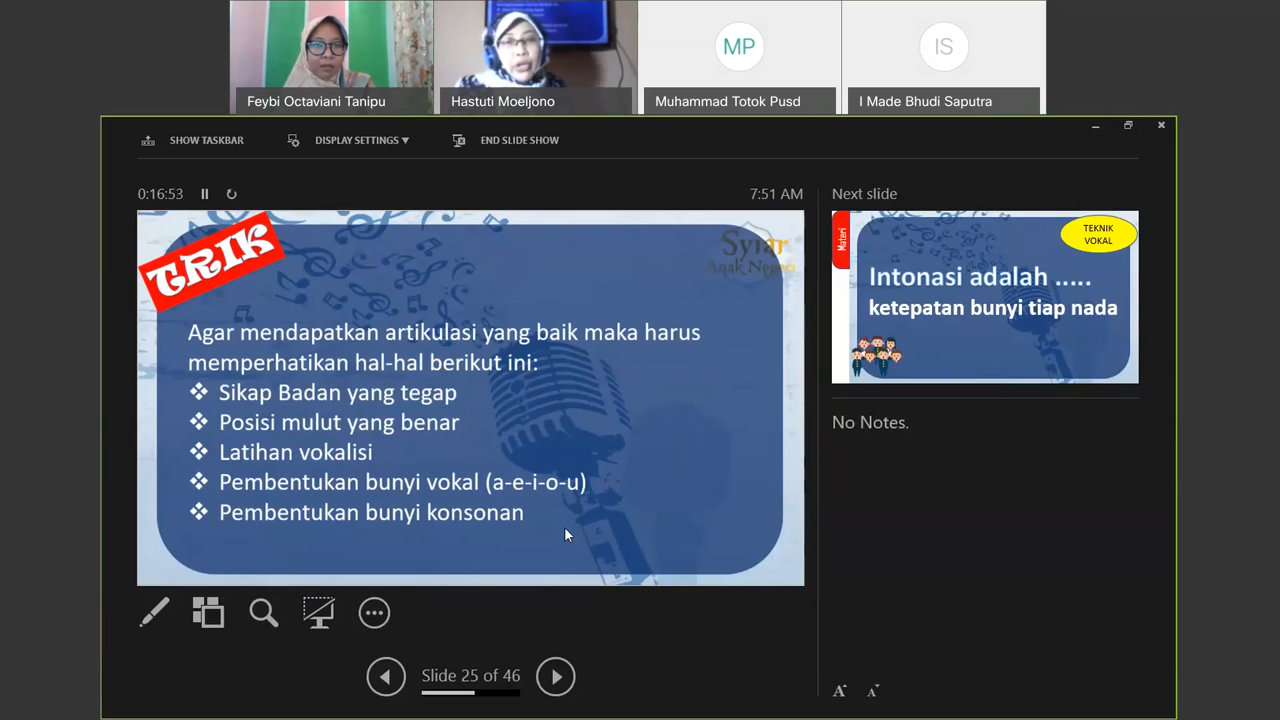 MP
IS
Feybi Octaviani Tanipu
Hastuti Moeljono
Muhammad Totok Pusd
I Made Bhudi Saputra
SHOW TASKBAR
DISPLAY SETTINGS ▼
END SLIDE SHOW
0:16:53
7:51 AM
TRIK
Syiar
Anak Negeri
Agar mendapatkan artikulasi yang baik maka harus
memperhatikan hal-hal berikut ini:
❖ Sikap Badan yang tegap
❖ Posisi mulut yang benar
❖ Latihan vokalisi
❖ Pembentukan bunyi vokal (a-e-i-o-u)
❖ Pembentukan bunyi konsonan
Slide 25 of 46
Next slide
Materi
TEKNIK
VOKAL
Intonasi adalah .....
ketepatan bunyi tiap nada
No Notes.
A A